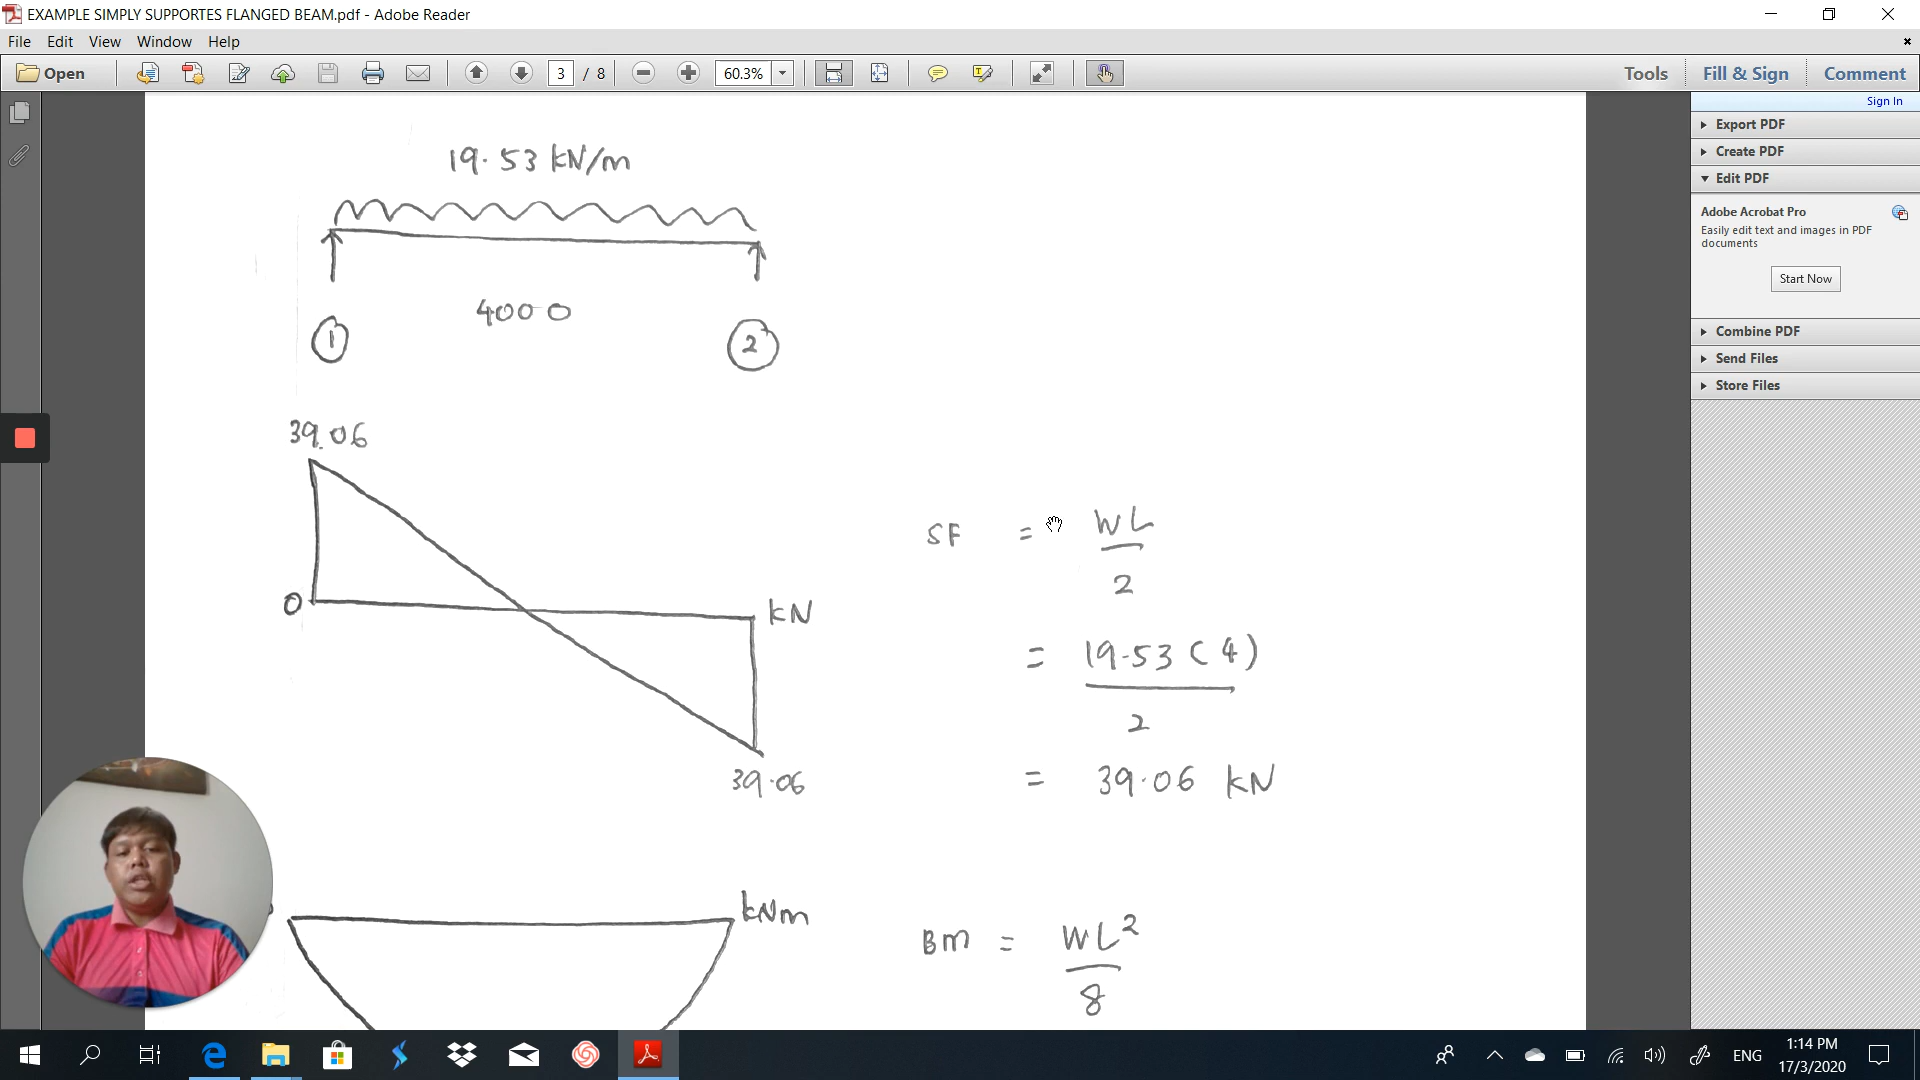 EXAMPLE SIMPLY SUPPORTES FLANGED BEAM.pdf - Adobe Reader
File Edit View Window Help
Open 3 / 8 60.3% Tools Fill & Sign Comment
Sign In
Export PDF
Create PDF
Edit PDF
Adobe Acrobat Pro
Easily edit text and images in PDF
documents
Start Now
Combine PDF
Send Files
Store Files
19.53 kN/m
4000
1 2
39.06
0 kN
39.06
SF = WL
2
= 19.53 (4)
2
= 39.06 kN
kNm
BM = WL²
8
ENG
1:14 PM
17/3/2020